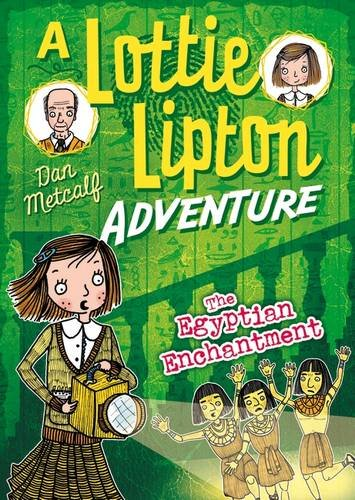 A
Lottie
Lipton
Dan
Metcalf
ADVENTURE
The
Egyptian
Enchantment